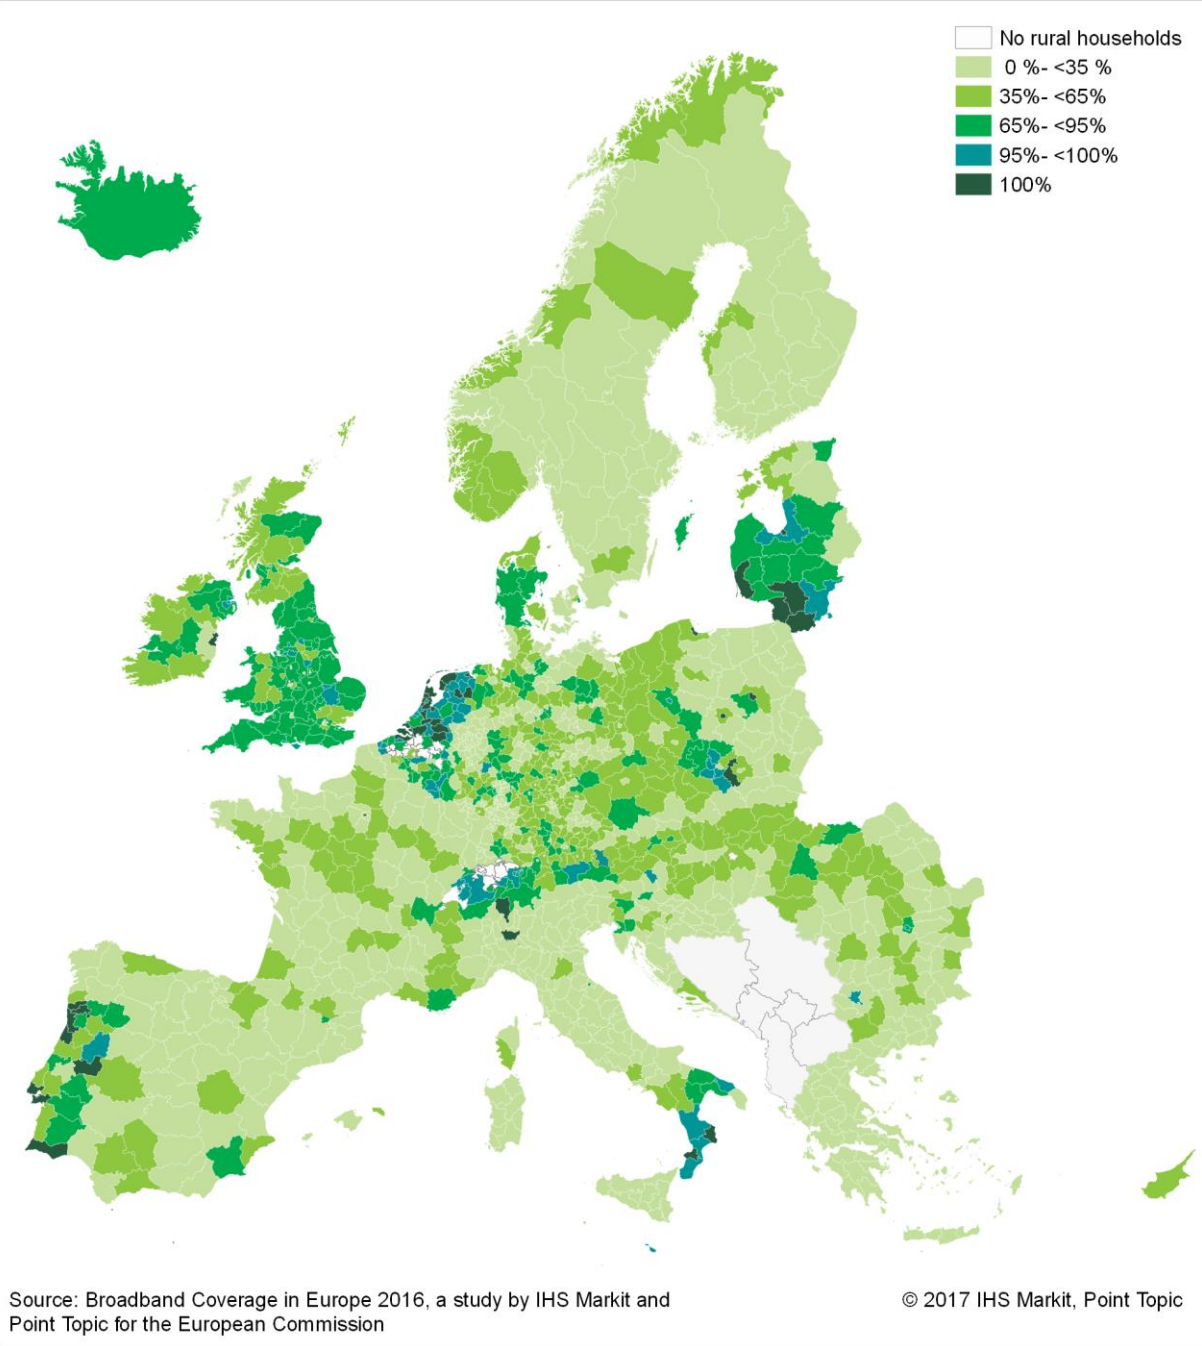 No rural households
0 %- <35 %
35%- <65%
65%- <95%
95%- <100%
100%
Source: Broadband Coverage in Europe 2016, a study by IHS Markit and
Point Topic for the European Commission
© 2017 IHS Markit, Point Topic